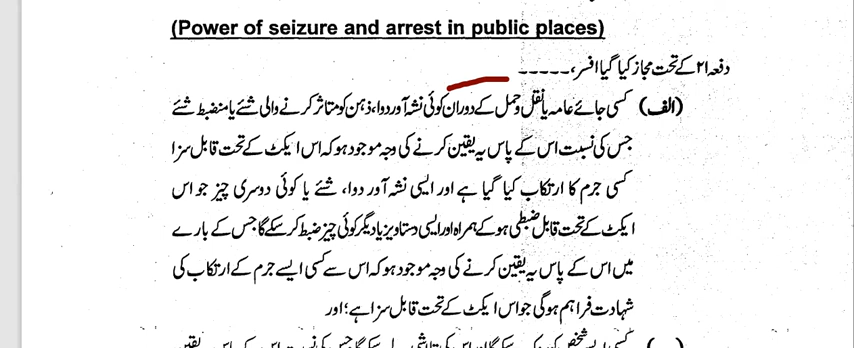 (Power of seizure and arrest in public places)
دفعہ ۲۱ کے تحت مجاز کیا گیا افسر، -----
(الف) کسی جائے عامہ یا نقل و حمل کے دوران کوئی نشہ آور دوا، ذہن کو متاثر کرنے والی شئے یا منضبط شئے
جس کی نسبت اس کے پاس یہ یقین کرنے کی وجہ موجود ہو کہ اس ایکٹ کے تحت قابل سزا
کسی جرم کا ارتکاب کیا گیا ہے اور ایسی نشہ آور دوا، شئے یا کوئی دوسری چیز جو اس
ایکٹ کے تحت قابل ضبطی ہو کے ہمراہ اور ایسی دستاویز یا دیگر کوئی چیز ضبط کر سکے گا جس کے بارے
میں اس کے پاس یہ یقین کرنے کی وجہ موجود ہو کہ اس سے کسی ایسے جرم کے ارتکاب کی
شہادت فراہم ہوگی جو اس ایکٹ کے تحت قابل سزا ہے؛ اور